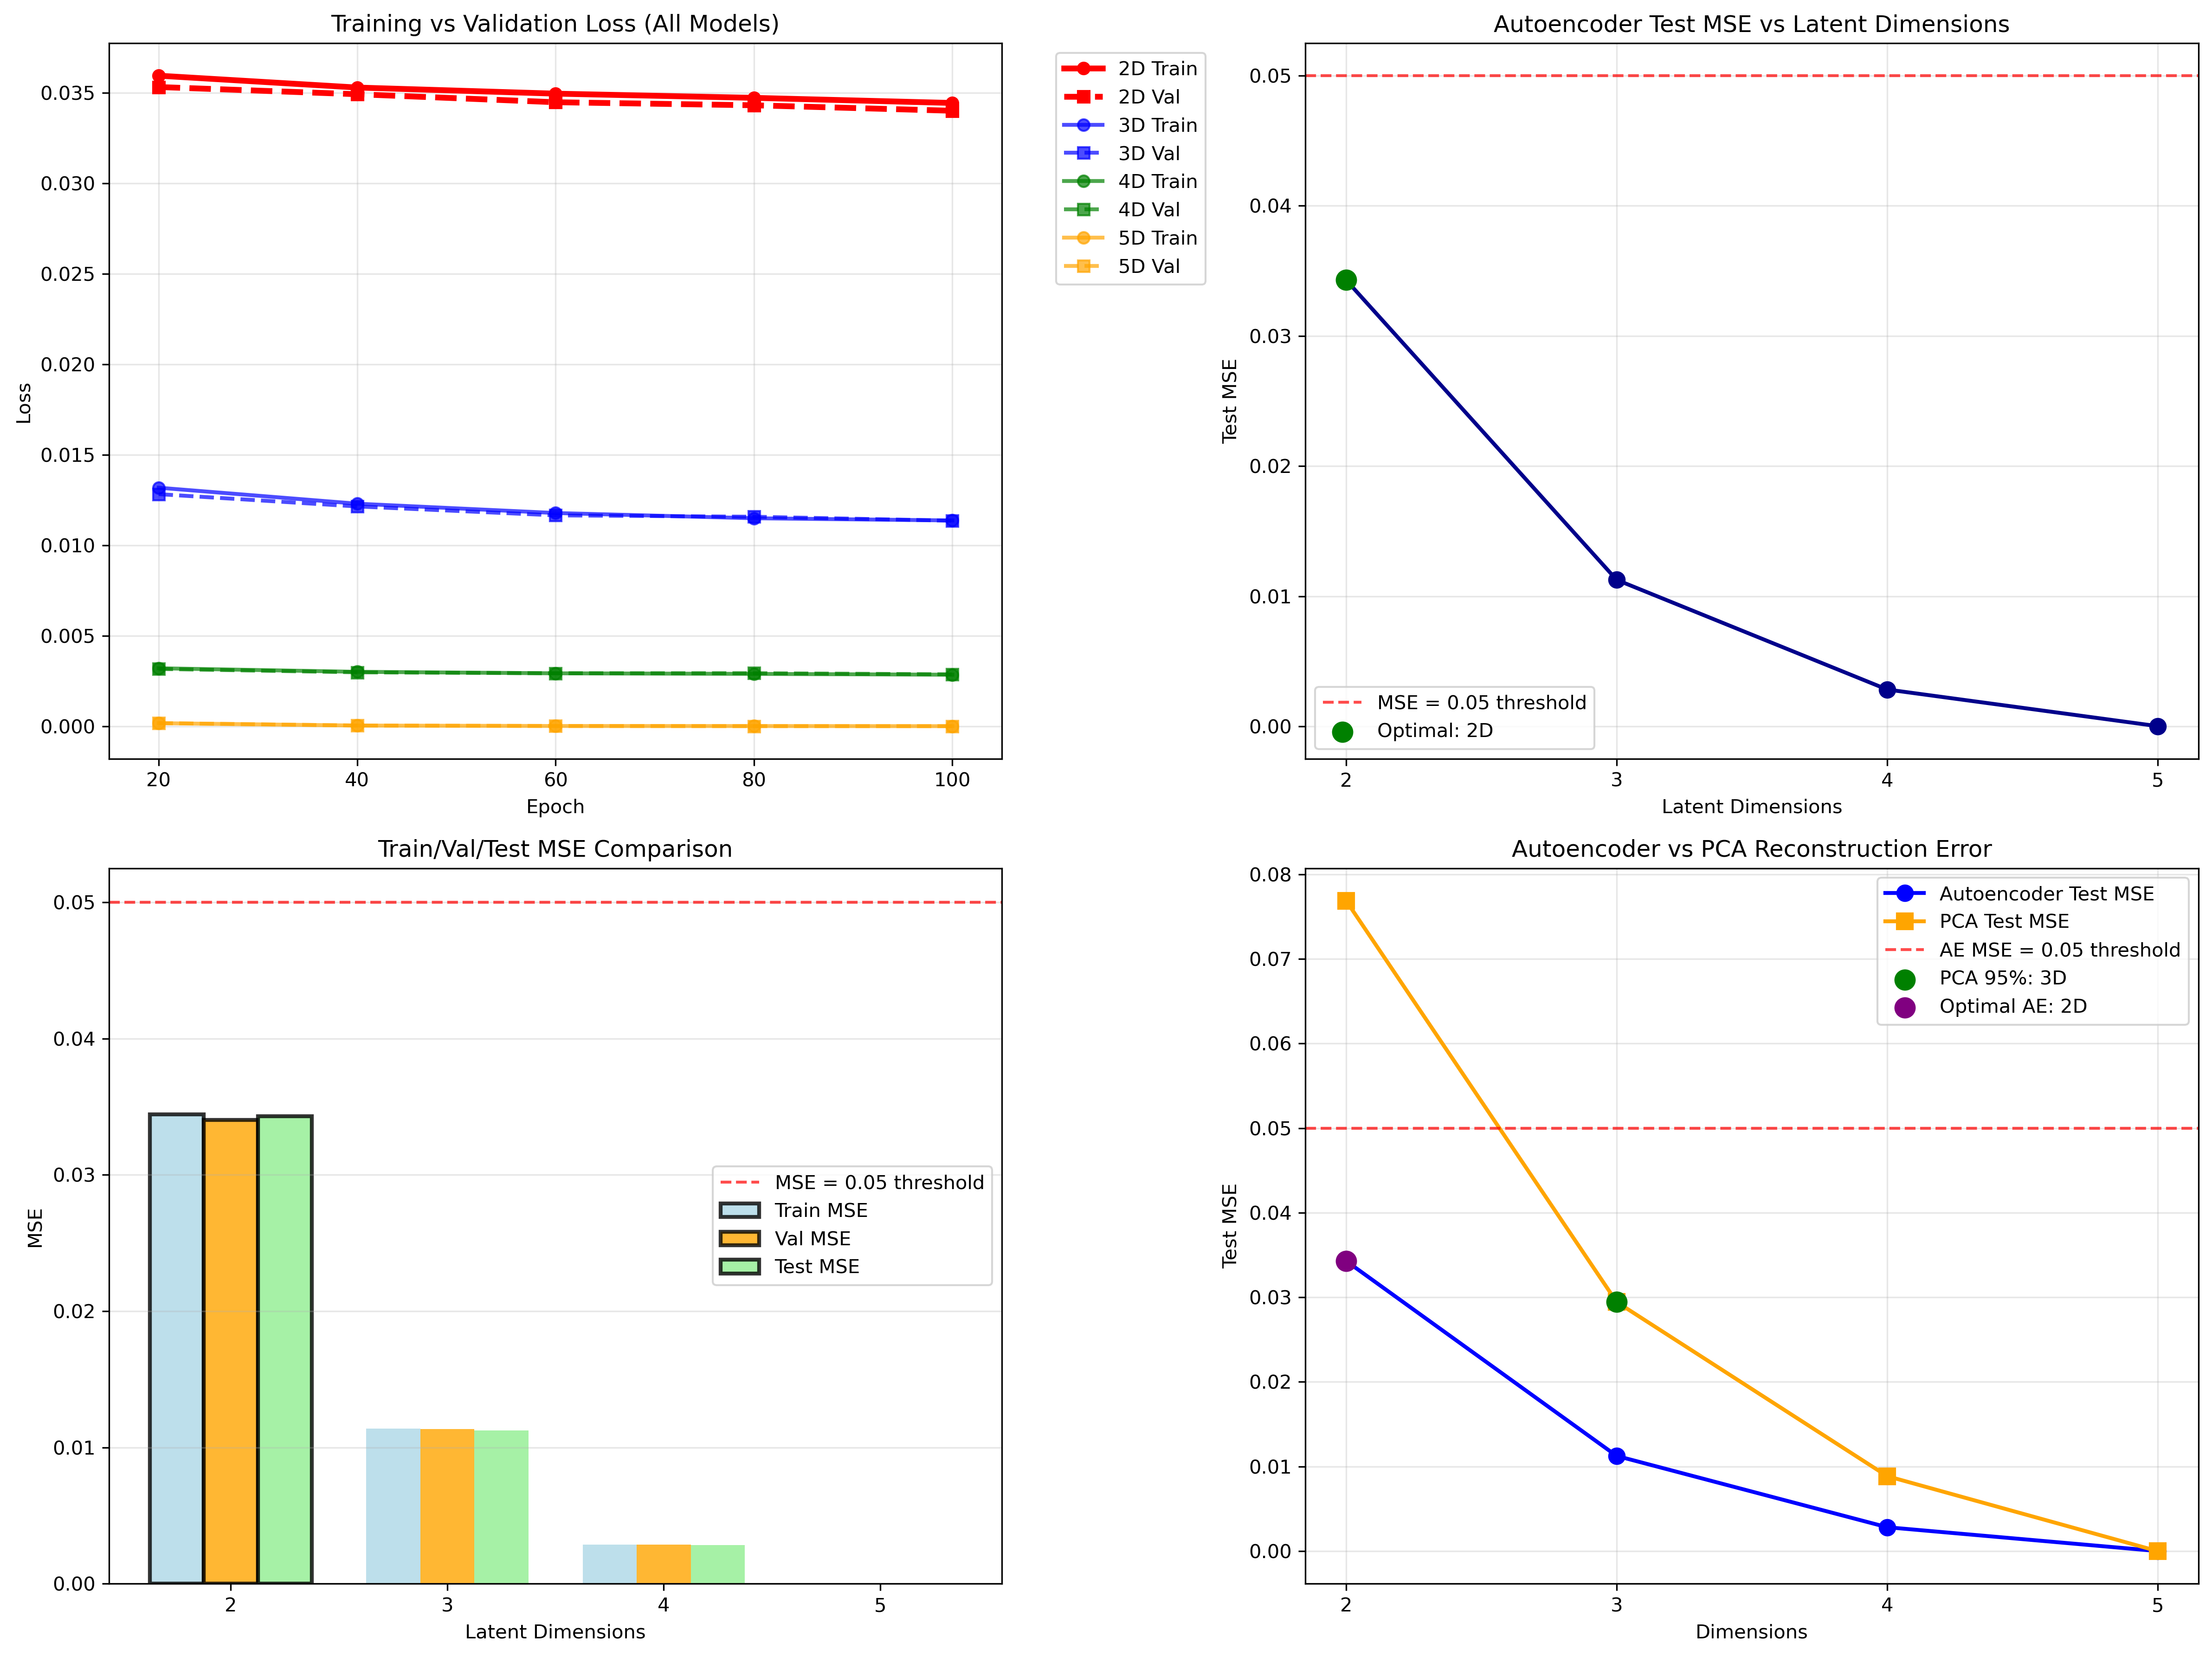 Training vs Validation Loss (All Models)
Loss
0.035
0.030
0.025
0.020
0.015
0.010
0.005
0.000
20
40
60
80
100
Epoch
2D Train
2D Val
3D Train
3D Val
4D Train
4D Val
5D Train
5D Val
Autoencoder Test MSE vs Latent Dimensions
Test MSE
0.05
0.04
0.03
0.02
0.01
0.00
MSE = 0.05 threshold
Optimal: 2D
2
3
4
5
Latent Dimensions
Train/Val/Test MSE Comparison
MSE
0.05
0.04
0.03
0.02
0.01
0.00
MSE = 0.05 threshold
Train MSE
Val MSE
Test MSE
2
3
4
5
Latent Dimensions
Autoencoder vs PCA Reconstruction Error
Test MSE
0.08
0.07
0.06
0.05
0.04
0.03
0.02
0.01
0.00
Autoencoder Test MSE
PCA Test MSE
AE MSE = 0.05 threshold
PCA 95%: 3D
Optimal AE: 2D
2
3
4
5
Dimensions